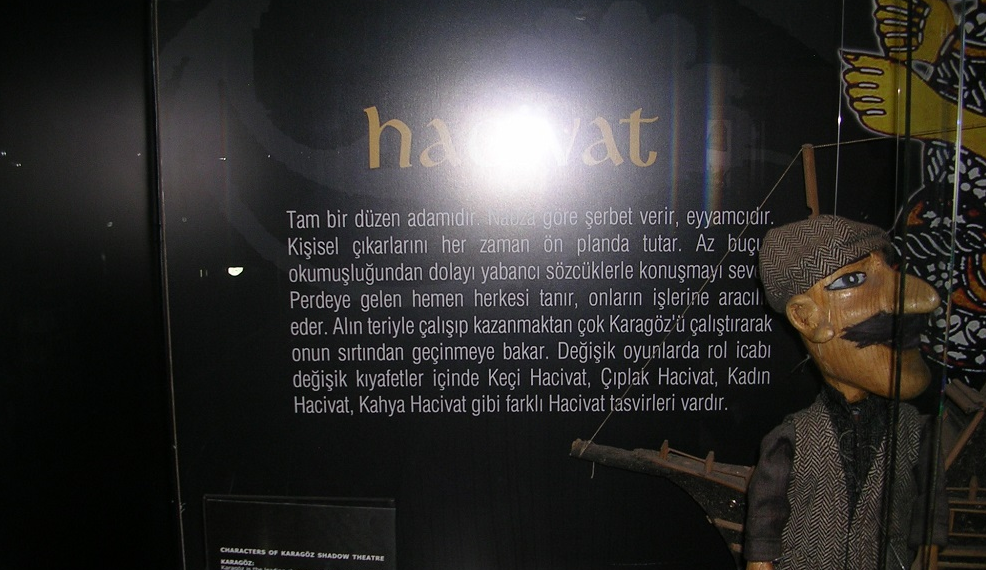 hacivat
Tam bir düzen adamıdır. Nabza göre şerbet verir, eyyamcıdır.
Kişisel çıkarlarını her zaman ön planda tutar. Az
okumuşluğundan dolayı yabancı sözcüklerle konuşmayı
Perdeye gelen hemen herkesi tanır, onların işlerine
eder. Alın teriyle çalışıp kazanmaktan çok Karagöz'ü çalıştırarak
onun sırtından geçinmeye bakar. Değişik oyunlarda rol icabı
değişik kıyafetler içinde Keçi Hacivat, Çıplak Hacivat, Kadın
Hacivat, Kahya Hacivat gibi farklı Hacivat tasvirleri vardır.
CHARACTERS OF KARAGÖZ SHADOW THEATRE
KARAGÖZ: